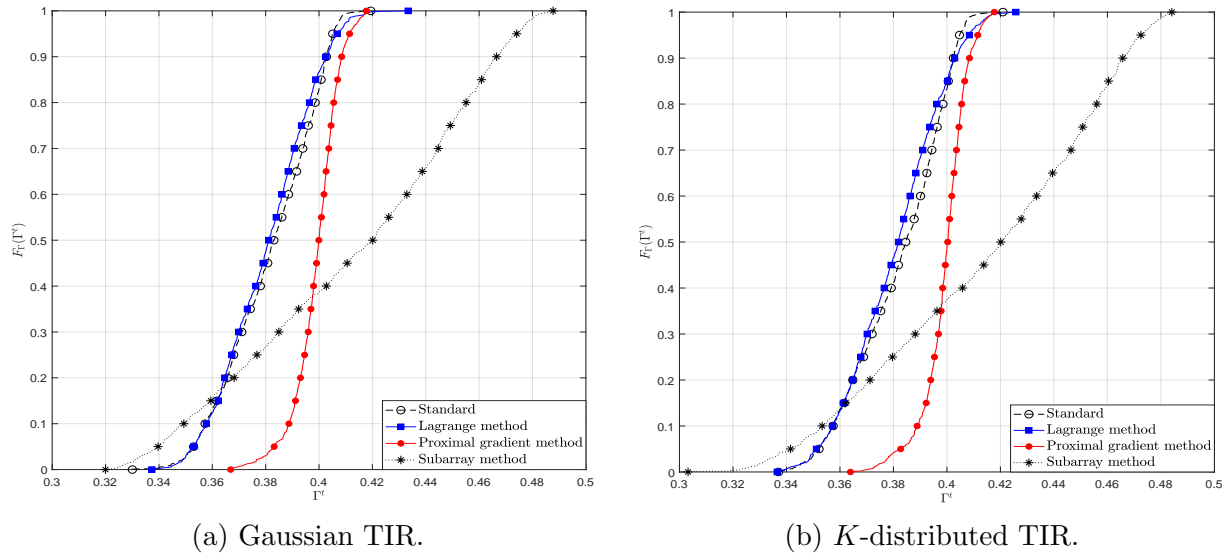 1
0.9
0.8
0.7
0.6
0.5
0.4
0.3
0.2
0.1
0
F_Γ(Γ^t)
0.3 0.32 0.34 0.36 0.38 0.4 0.42 0.44 0.46 0.48 0.5
Γ^t
Standard
Lagrange method
Proximal gradient method
Subarray method
(a) Gaussian TIR.
1
0.9
0.8
0.7
0.6
0.5
0.4
0.3
0.2
0.1
0
F_Γ(Γ^t)
0.3 0.32 0.34 0.36 0.38 0.4 0.42 0.44 0.46 0.48 0.5
Γ^t
Standard
Lagrange method
Proximal gradient method
Subarray method
(b) K-distributed TIR.